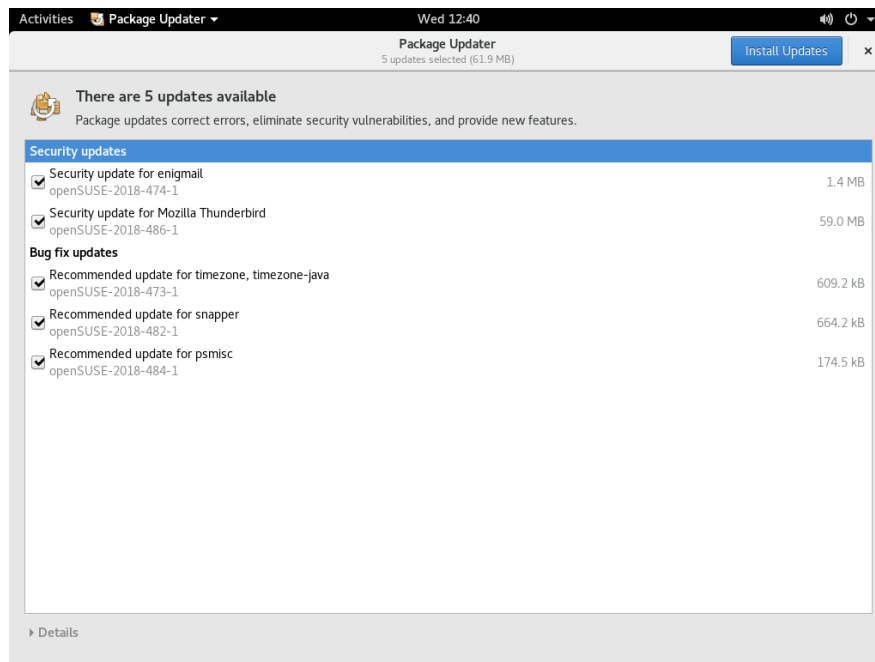 Activities Package Updater Wed 12:40
Package Updater
5 updates selected (61.9 MB)
Install Updates
There are 5 updates available
Package updates correct errors, eliminate security vulnerabilities, and provide new features.
Security updates
Security update for enigmail
openSUSE-2018-474-1 1.4 MB
Security update for Mozilla Thunderbird
openSUSE-2018-486-1 59.0 MB
Bug fix updates
Recommended update for timezone, timezone-java
openSUSE-2018-473-1 609.2 kB
Recommended update for snapper
openSUSE-2018-482-1 664.2 kB
Recommended update for psmisc
openSUSE-2018-484-1 174.5 kB
Details